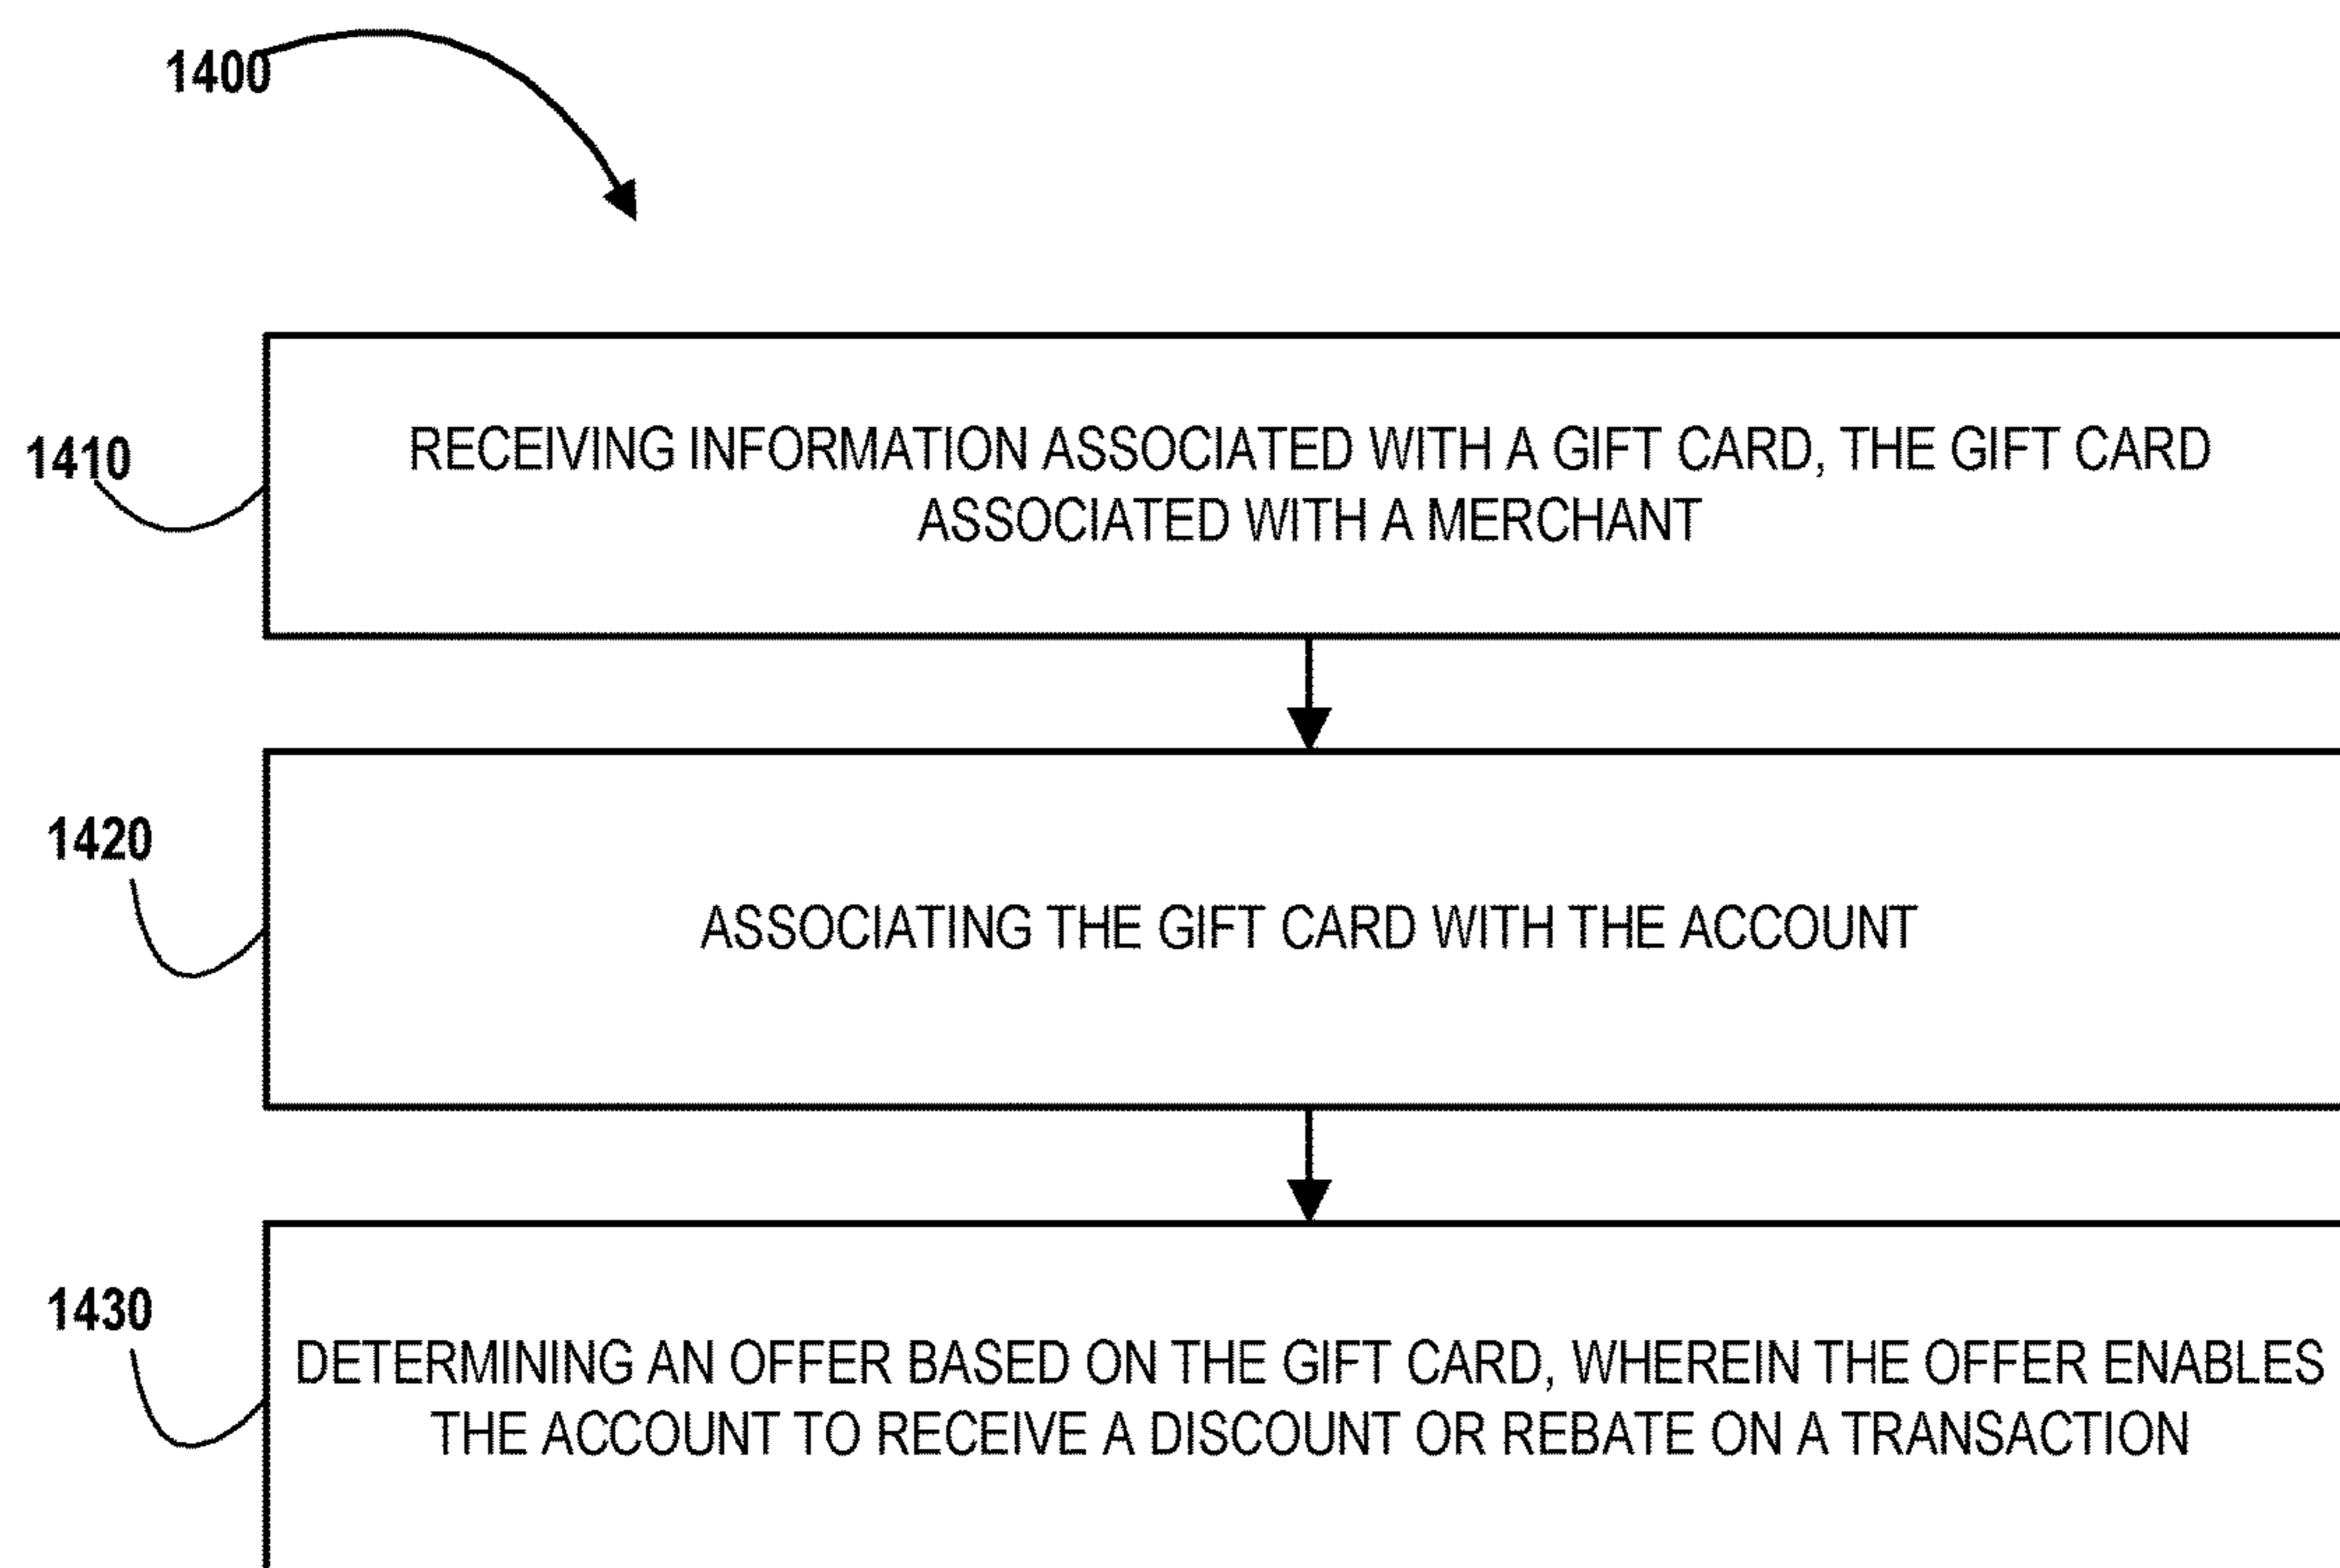 1400
1410
RECEIVING INFORMATION ASSOCIATED WITH A GIFT CARD, THE GIFT CARD
ASSOCIATED WITH A MERCHANT
1420
ASSOCIATING THE GIFT CARD WITH THE ACCOUNT
1430
DETERMINING AN OFFER BASED ON THE GIFT CARD, WHEREIN THE OFFER ENABLES
THE ACCOUNT TO RECEIVE A DISCOUNT OR REBATE ON A TRANSACTION